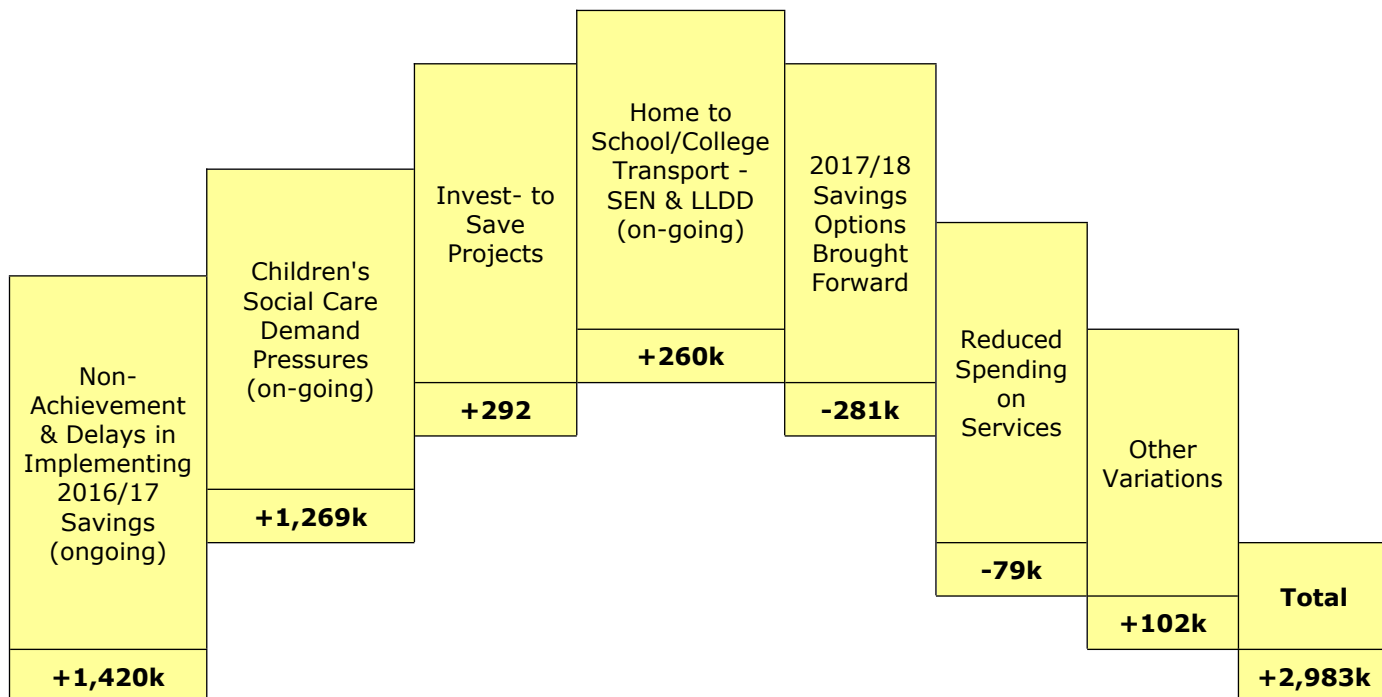 Non-
Achievement
& Delays in
Implementing
2016/17
Savings
(ongoing)
+1,420k
Children's
Social Care
Demand
Pressures
(on-going)
+1,269k
Invest- to
Save
Projects
+292
Home to
School/College
Transport -
SEN & LLDD
(on-going)
+260k
2017/18
Savings
Options
Brought
Forward
-281k
Reduced
Spending
on
Services
-79k
Other
Variations
+102k
Total
+2,983k